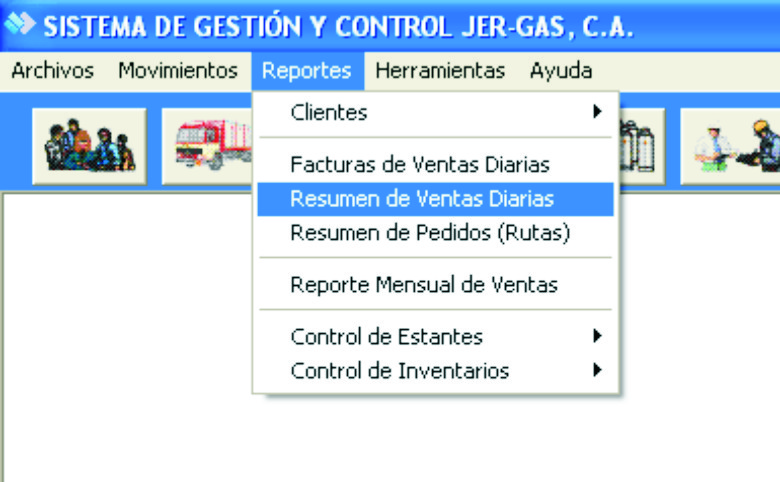 SISTEMA DE GESTIÓN Y CONTROL JER-GAS, C.A.
Archivos Movimientos Reportes Herramientas Ayuda
Clientes
Facturas de Ventas Diarias
Resumen de Ventas Diarias
Resumen de Pedidos (Rutas)
Reporte Mensual de Ventas
Control de Estantes
Control de Inventarios